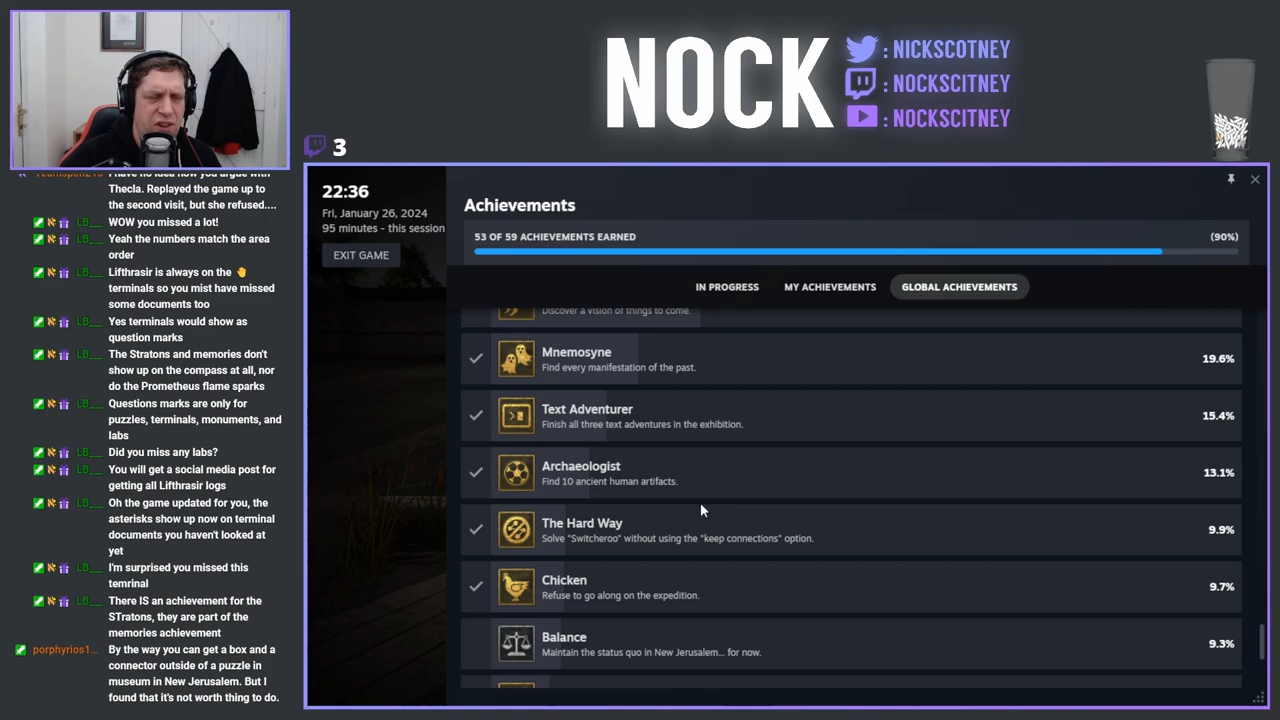 NOCK
: NICKSCOTNEY
: NOCKSCITNEY
: NOCKSCITNEY
3
I have no idea how you argue with
Thecla. Replayed the game up to
the second visit, but she refused....
LB__ WOW you missed a lot!
LB__ Yeah the numbers match the area
order
LB__ Lifthrasir is always on the 🤚
terminals so you mist have missed
some documents too
LB__ Yes terminals would show as
question marks
LB__ The Stratons and memories don't
show up on the compass at all, nor
do the Prometheus flame sparks
LB__ Questions marks are only for
puzzles, terminals, monuments, and
labs
LB__ Did you miss any labs?
LB__ You will get a social media post for
getting all Lifthrasir logs
LB__ Oh the game updated for you, the
asterisks show up now on terminal
documents you haven't looked at
yet
LB__ I'm surprised you missed this
temrinal
LB__ There IS an achievement for the
STratons, they are part of the
memories achievement
porphyrios1... By the way you can get a box and a
connector outside of a puzzle in
museum in New Jerusalem. But I
found that it's not worth thing to do.
22:36
Fri, January 26, 2024
95 minutes - this session
EXIT GAME
Achievements
53 OF 59 ACHIEVEMENTS EARNED (90%)
IN PROGRESS MY ACHIEVEMENTS GLOBAL ACHIEVEMENTS
Discover a vision of things to come.
Mnemosyne
Find every manifestation of the past.
19.6%
Text Adventurer
Finish all three text adventures in the exhibition.
15.4%
Archaeologist
Find 10 ancient human artifacts.
13.1%
The Hard Way
Solve "Switcheroo" without using the "keep connections" option.
9.9%
Chicken
Refuse to go along on the expedition.
9.7%
Balance
Maintain the status quo in New Jerusalem... for now.
9.3%